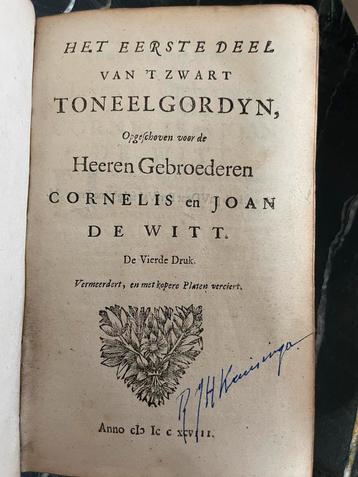 HET EERSTE DEEL
VAN 'T ZWART
TONEELGORDYN,
Opgeſchoven voor de
Heeren Gebroederen
CORNELIS en JOAN
DE WITT.
De Vierde Druk.
Vermeerdert, en met kopere Platen verciert.
Anno cIɔ Ic c xcvIII.